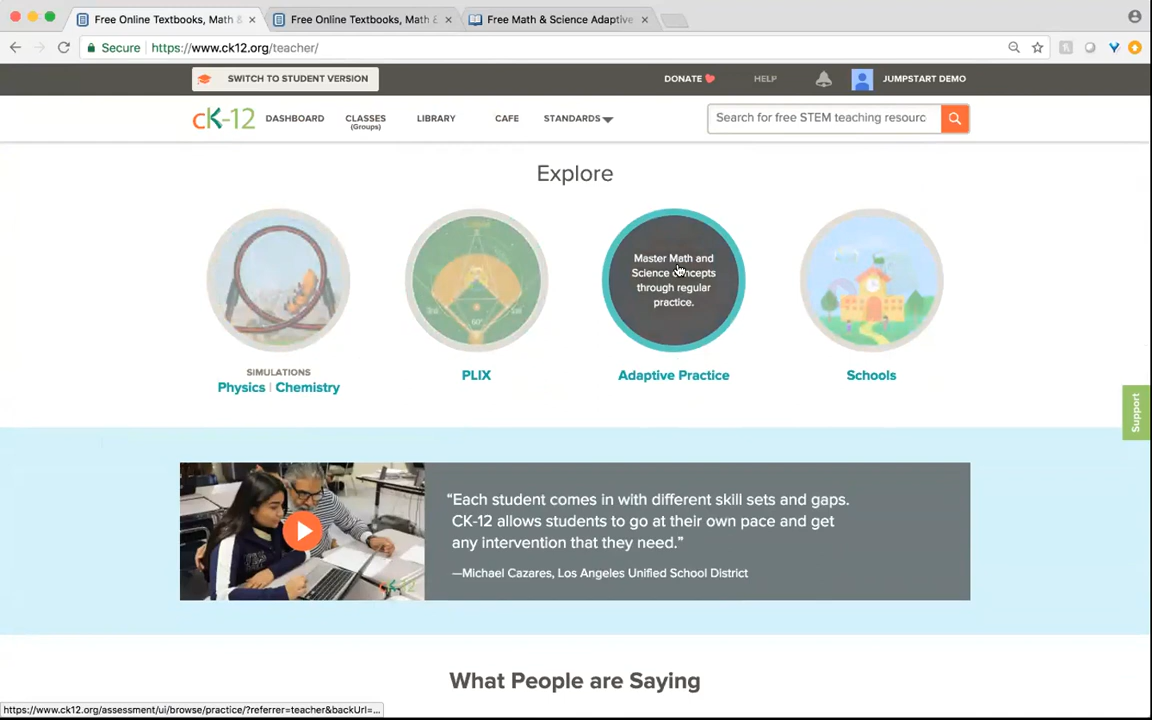 Free Online Textbooks, Math &
Free Online Textbooks, Math &
Free Math & Science Adaptive
Secure
https://www.ck12.org/teacher/
SWITCH TO STUDENT VERSION
DONATE
HELP
JUMPSTART DEMO
cK-12
DASHBOARD
CLASSES
(Groups)
LIBRARY
CAFE
STANDARDS
Search for free STEM teaching resourc
Explore
Master Math and
Science concepts
through regular
practice.
3rd
1st
60'
SIMULATIONS
Physics | Chemistry
PLIX
Adaptive Practice
Schools
Support
"Each student comes in with different skill sets and gaps.
CK-12 allows students to go at their own pace and get
any intervention that they need."
—Michael Cazares, Los Angeles Unified School District
cK-12
What People are Saying
https://www.ck12.org/assessment/ui/browse/practice/?referrer=teacher&backUrl=...